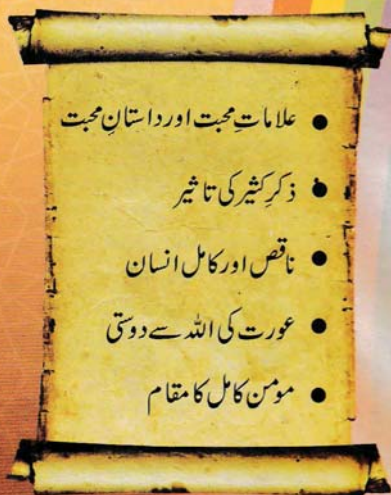 ● علاماتِ محبت اور داستانِ محبت
● ذکرِ کثیر کی تاثیر
● ناقص اور کامل انسان
● عورت کی اللہ سے دوستی
● مومن کامل کا مقام